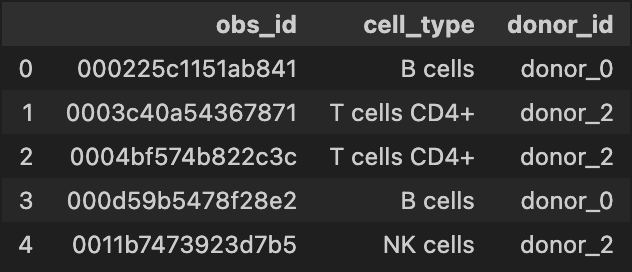 obs_id cell_type donor_id
0 000225c1151ab841 B cells donor_0
1 0003c40a54367871 T cells CD4+ donor_2
2 0004bf574b822c3c T cells CD4+ donor_2
3 000d59b5478f28e2 B cells donor_0
4 0011b7473923d7b5 NK cells donor_2